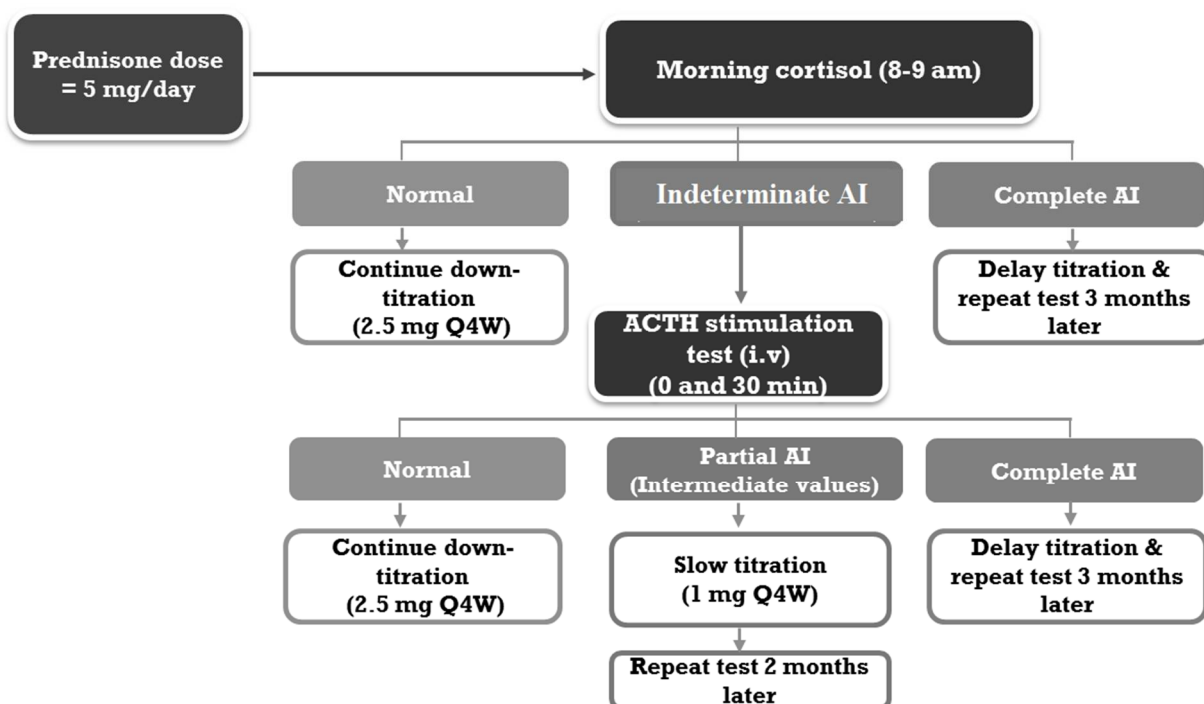 Prednisone dose
= 5 mg/day
Morning cortisol (8-9 am)
Normal
Indeterminate AI
Complete AI
Continue down-
titration
(2.5 mg Q4W)
Delay titration &
repeat test 3 months
later
ACTH stimulation
test (i.v)
(0 and 30 min)
Normal
Partial AI
(Intermediate values)
Complete AI
Continue down-
titration
(2.5 mg Q4W)
Slow titration
(1 mg Q4W)
Delay titration &
repeat test 3 months
later
Repeat test 2 months
later